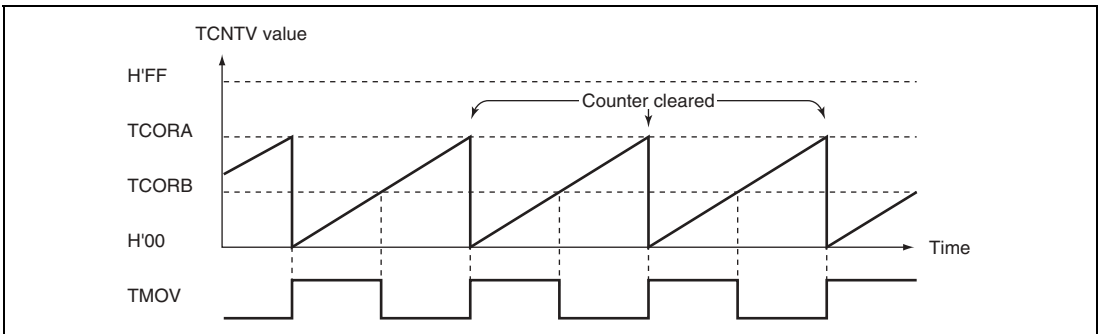 TCNTV value
H'FF
Counter cleared
TCORA
TCORB
H'00
Time
TMOV